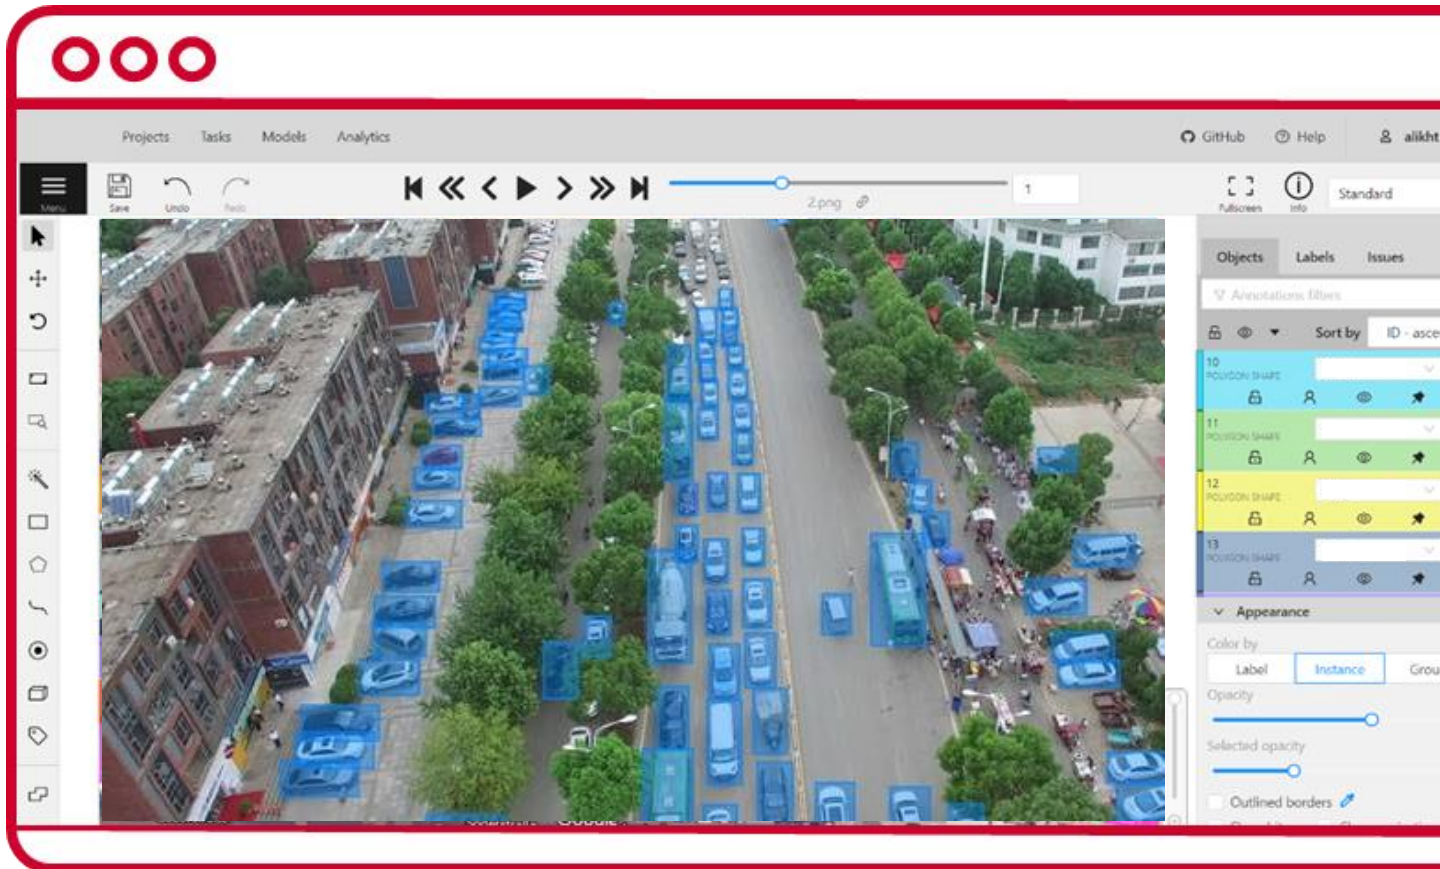 Projects Tasks Models Analytics GitHub Help alikht
Menu Save Undo Redo 2.png 1 Fullscreen Info Standard
Objects Labels Issues
Annotations filters
Sort by ID - asce
10
POLYGON SHAPE
11
POLYGON SHAPE
12
POLYGON SHAPE
13
POLYGON SHAPE
Appearance
Color by
Label Instance Grou
Opacity
Selected opacity
Outlined borders